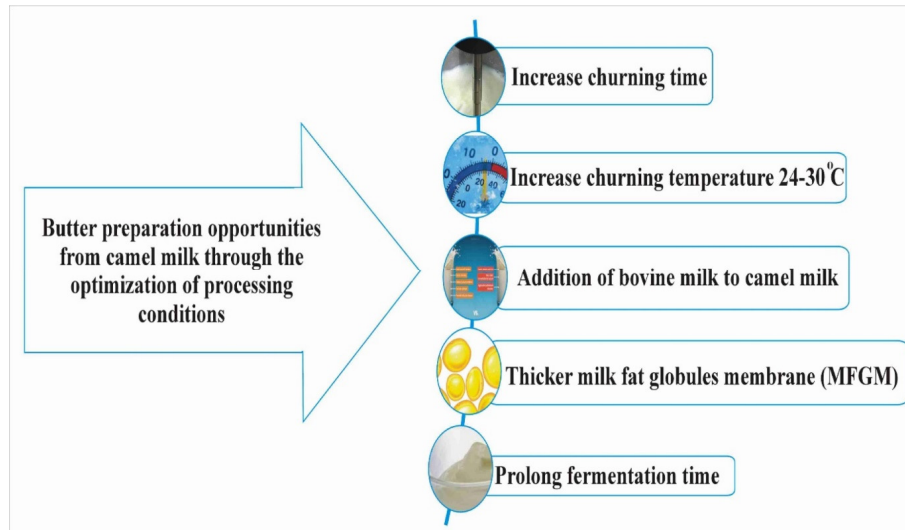 Butter preparation opportunities
from camel milk through the
optimization of processing
conditions
Increase churning time
Increase churning temperature 24-30⁰C
Addition of bovine milk to camel milk
Thicker milk fat globules membrane (MFGM)
Prolong fermentation time